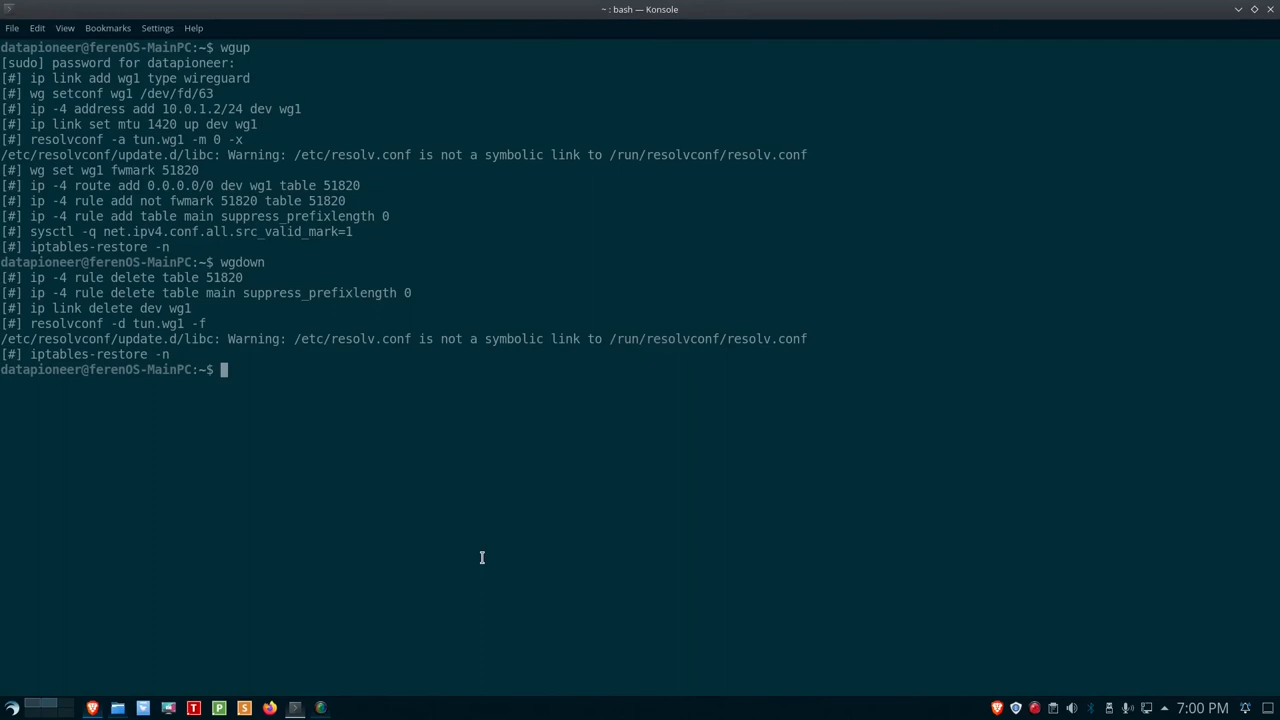 ~ : bash — Konsole
File Edit View Bookmarks Settings Help
datapioneer@ferenOS-MainPC:~$ wgup
[sudo] password for datapioneer:
[#] ip link add wg1 type wireguard
[#] wg setconf wg1 /dev/fd/63
[#] ip -4 address add 10.0.1.2/24 dev wg1
[#] ip link set mtu 1420 up dev wg1
[#] resolvconf -a tun.wg1 -m 0 -x
/etc/resolvconf/update.d/libc: Warning: /etc/resolv.conf is not a symbolic link to /run/resolvconf/resolv.conf
[#] wg set wg1 fwmark 51820
[#] ip -4 route add 0.0.0.0/0 dev wg1 table 51820
[#] ip -4 rule add not fwmark 51820 table 51820
[#] ip -4 rule add table main suppress_prefixlength 0
[#] sysctl -q net.ipv4.conf.all.src_valid_mark=1
[#] iptables-restore -n
datapioneer@ferenOS-MainPC:~$ wgdown
[#] ip -4 rule delete table 51820
[#] ip -4 rule delete table main suppress_prefixlength 0
[#] ip link delete dev wg1
[#] resolvconf -d tun.wg1 -f
/etc/resolvconf/update.d/libc: Warning: /etc/resolv.conf is not a symbolic link to /run/resolvconf/resolv.conf
[#] iptables-restore -n
datapioneer@ferenOS-MainPC:~$
T P S 7:00 PM